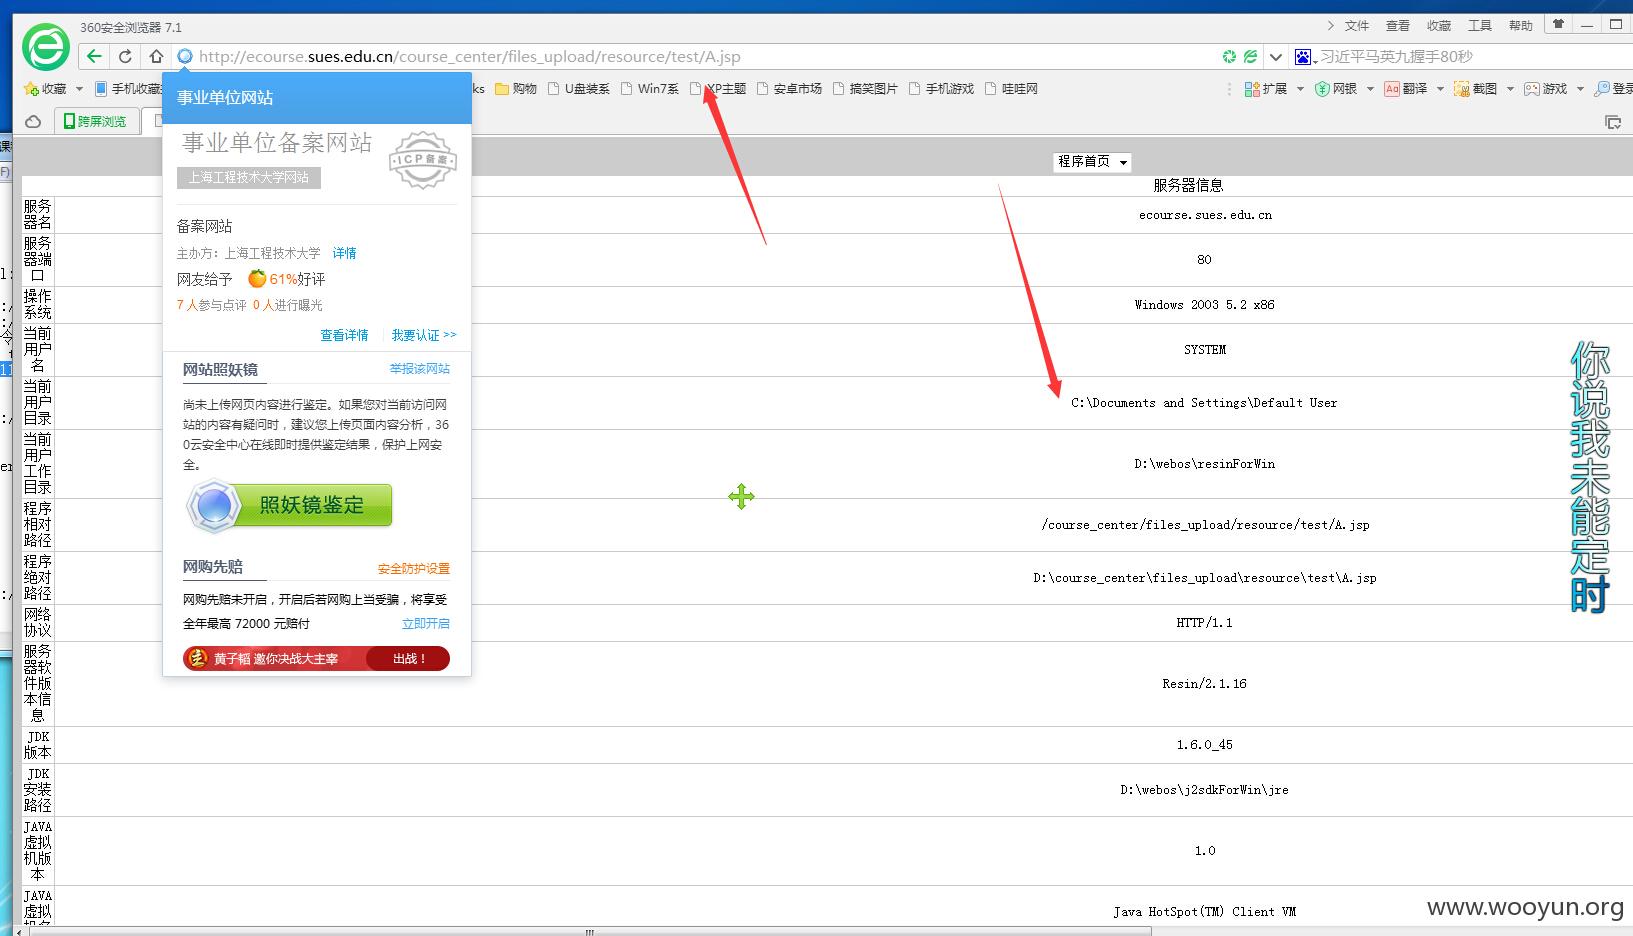 360安全浏览器 7.1
文件 查看 收藏 工具 帮助
http://ecourse.sues.edu.cn/course_center/files_upload/resource/test/A.jsp
习近平马英九握手80秒
收藏 手机收藏 ks 购物 U盘装系 Win7系 XP主题 安卓市场 搞笑图片 手机游戏 哇哇网 扩展 网银 翻译 截图 游戏 登录
跨屏浏览
事业单位网站
事业单位备案网站
ICP备案
上海工程技术大学网站
备案网站
主办方：上海工程技术大学 详情
网友给予 61%好评
7 人参与点评 0 人进行曝光
查看详情 我要认证 >>
网站照妖镜 举报该网站
尚未上传网页内容进行鉴定。如果您对当前访问网
站的内容有疑问时，建议您上传页面内容分析，36
0云安全中心在线即时提供鉴定结果，保护上网安
全。
照妖镜鉴定
网购先赔 安全防护设置
网购先赔未开启，开启后若网购上当受骗，将享受
全年最高 72000 元赔付 立即开启
黄子韬 邀你决战大主宰 出战！
程序首页
服务器信息
服务
器名
ecourse.sues.edu.cn
服务
器端
口
80
操作
系统
Windows 2003 5.2 x86
当前
用户
名
SYSTEM
当前
用户
目录
C:\Documents and Settings\Default User
当前
用户
工作
目录
D:\webos\resinForWin
程序
相对
路径
/course_center/files_upload/resource/test/A.jsp
程序
绝对
路径
D:\course_center\files_upload\resource\test\A.jsp
网络
协议
HTTP/1.1
服务
器软
件版
本信
息
Resin/2.1.16
JDK
版本
1.6.0_45
JDK
安装
路径
D:\webos\j2sdkForWin\jre
JAVA
虚拟
机版
本
1.0
JAVA
虚拟
Java HotSpot(TM) Client VM
你说我未能定时
www.wooyun.org